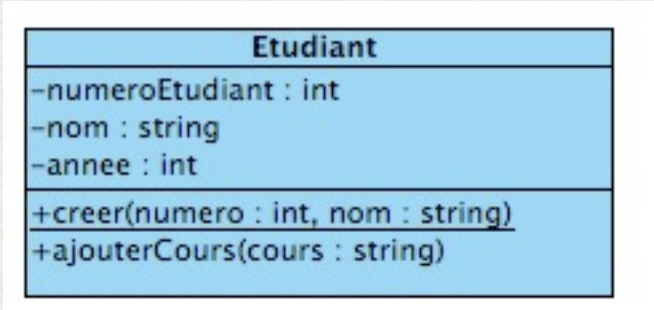 Etudiant
-numeroEtudiant : int
-nom : string
-annee : int
+creer(numero : int, nom : string)
+ajouterCours(cours : string)